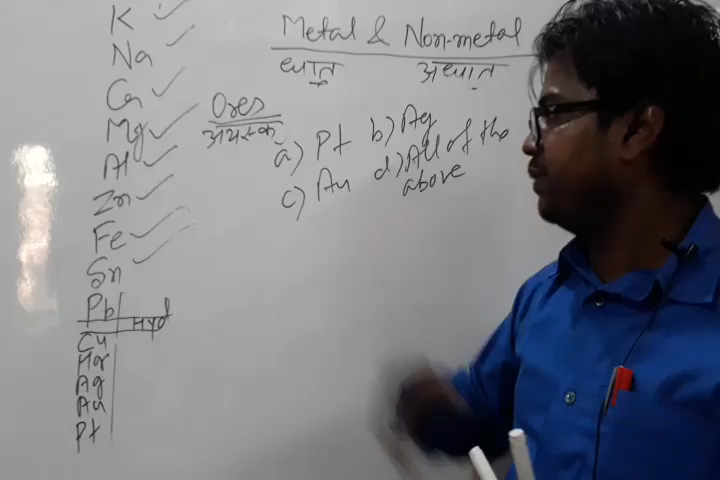 Metal & Non-metal
धातु अधातु
K
Na
Ca
Mg
Al
Zn
Fe
Sn
Pb
Hyd
Cu
Hg
Ag
Au
Pt
Ores
अयस्क
a) Pt b) Ag
c) Au d) All of the
above